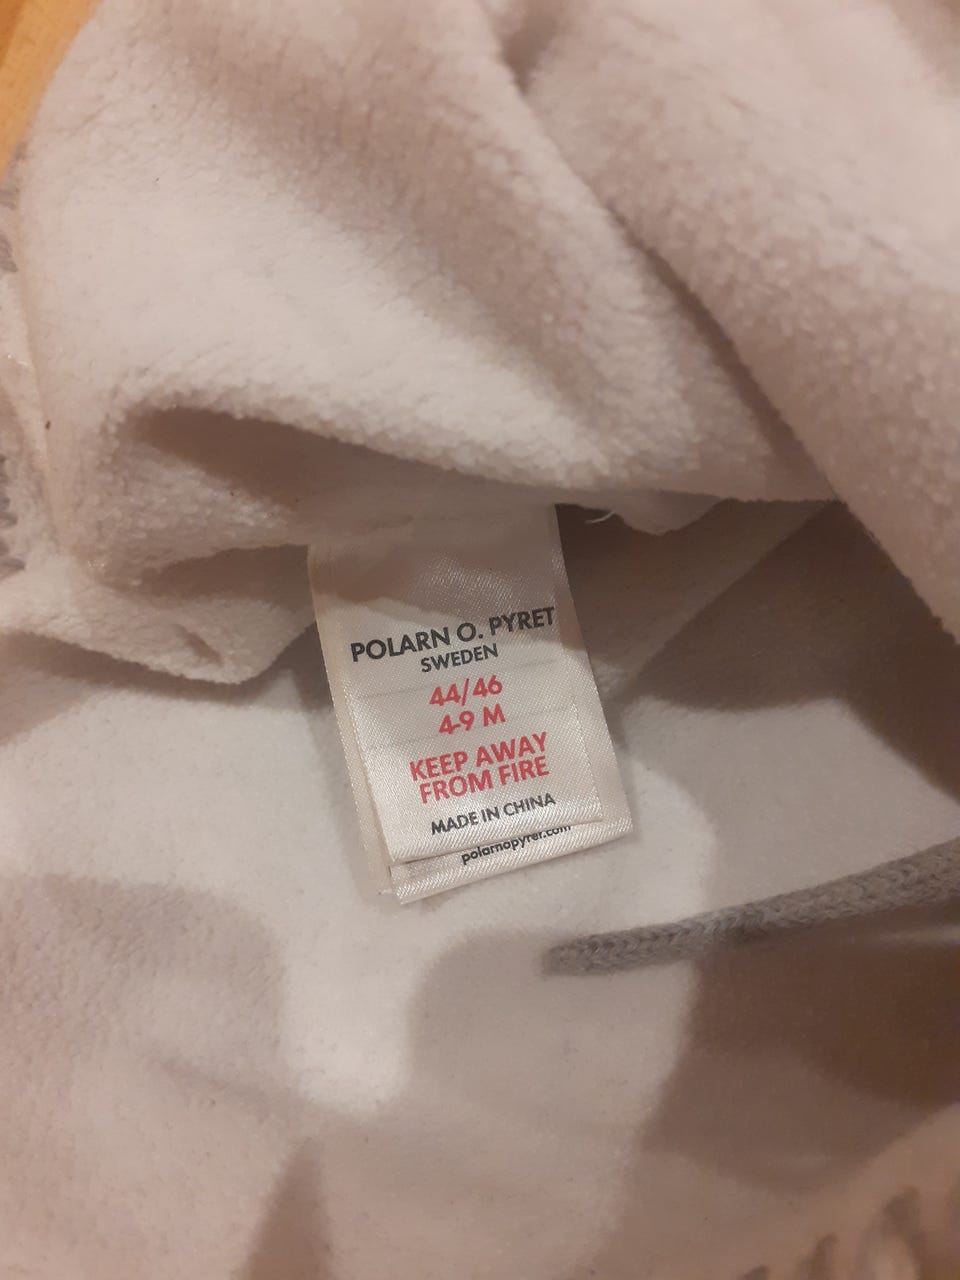 POLARN O. PYRET
SWEDEN
44/46
4-9 M
KEEP AWAY
FROM FIRE
MADE IN CHINA
polarnopyret.com